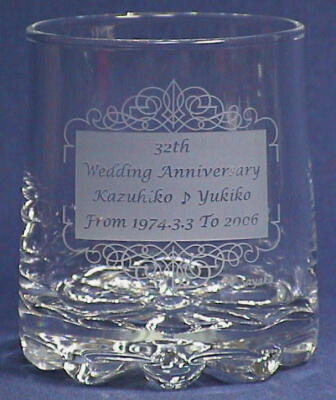 32th
Wedding Anniversary
Kazuhiko ♪ Yukiko
From 1974.3.3 To 2006